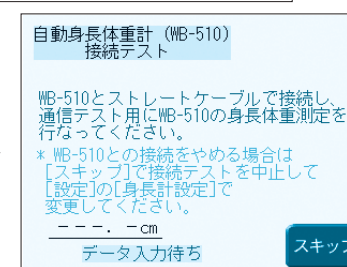 自動身長体重計 (WB-510)
接続テスト
WB-510とストレートケーブルで接続し、
通信テスト用にWB-510の身長体重測定を
行なってください。
* WB-510との接続をやめる場合は
[スキップ]で接続テストを中止して
[設定]の[身長計設定]で
変更してください。
ー ー ー. ー cm
データ入力待ち
スキップ